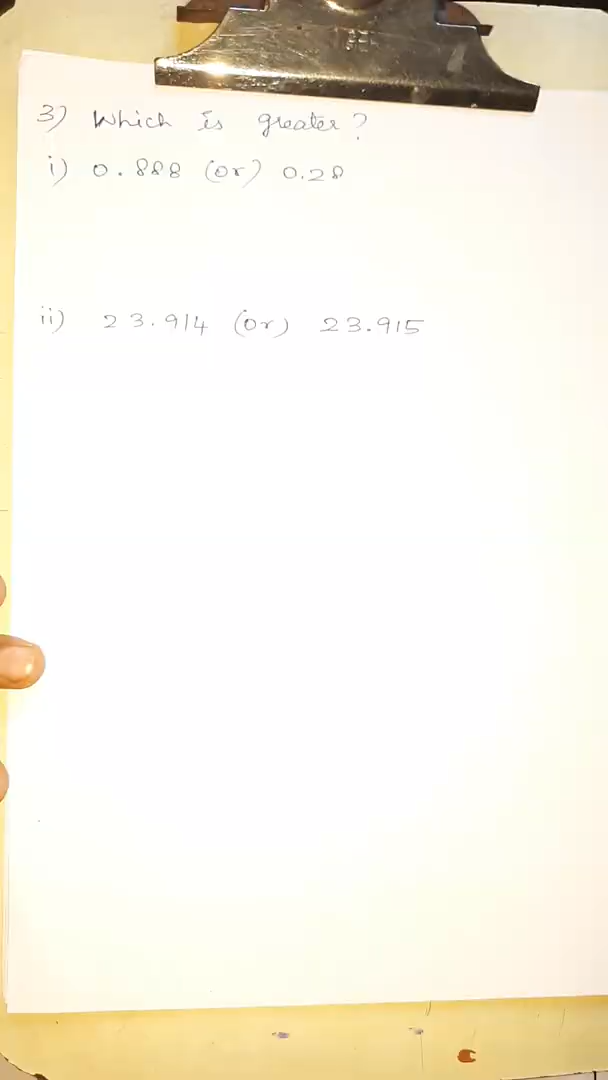 3) Which is greater?
i) 0.888 (or) 0.28
ii) 23.914 (or) 23.915